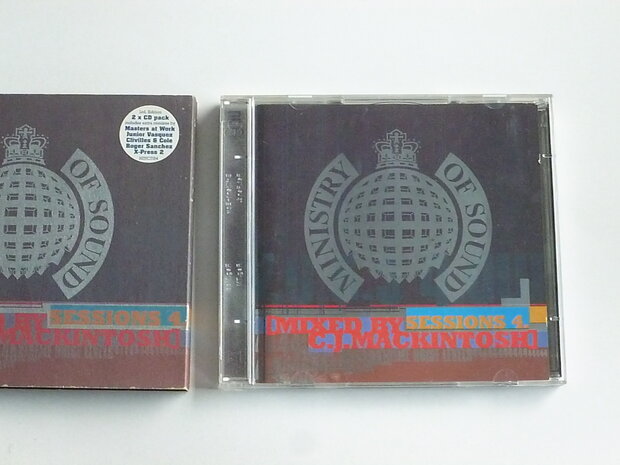 Ltd. Edition
2 x CD pack
includes extra remixes by
Masters at Work
Junior Vasquez
Clivilles & Cole
Roger Sanchez
X-Press 2
OF SOUND
SESSIONS 4.
MACKINTOSH]
MINISTRY OF SOUND
[MIXED BY SESSIONS 4.
C.J. MACKINTOSH]